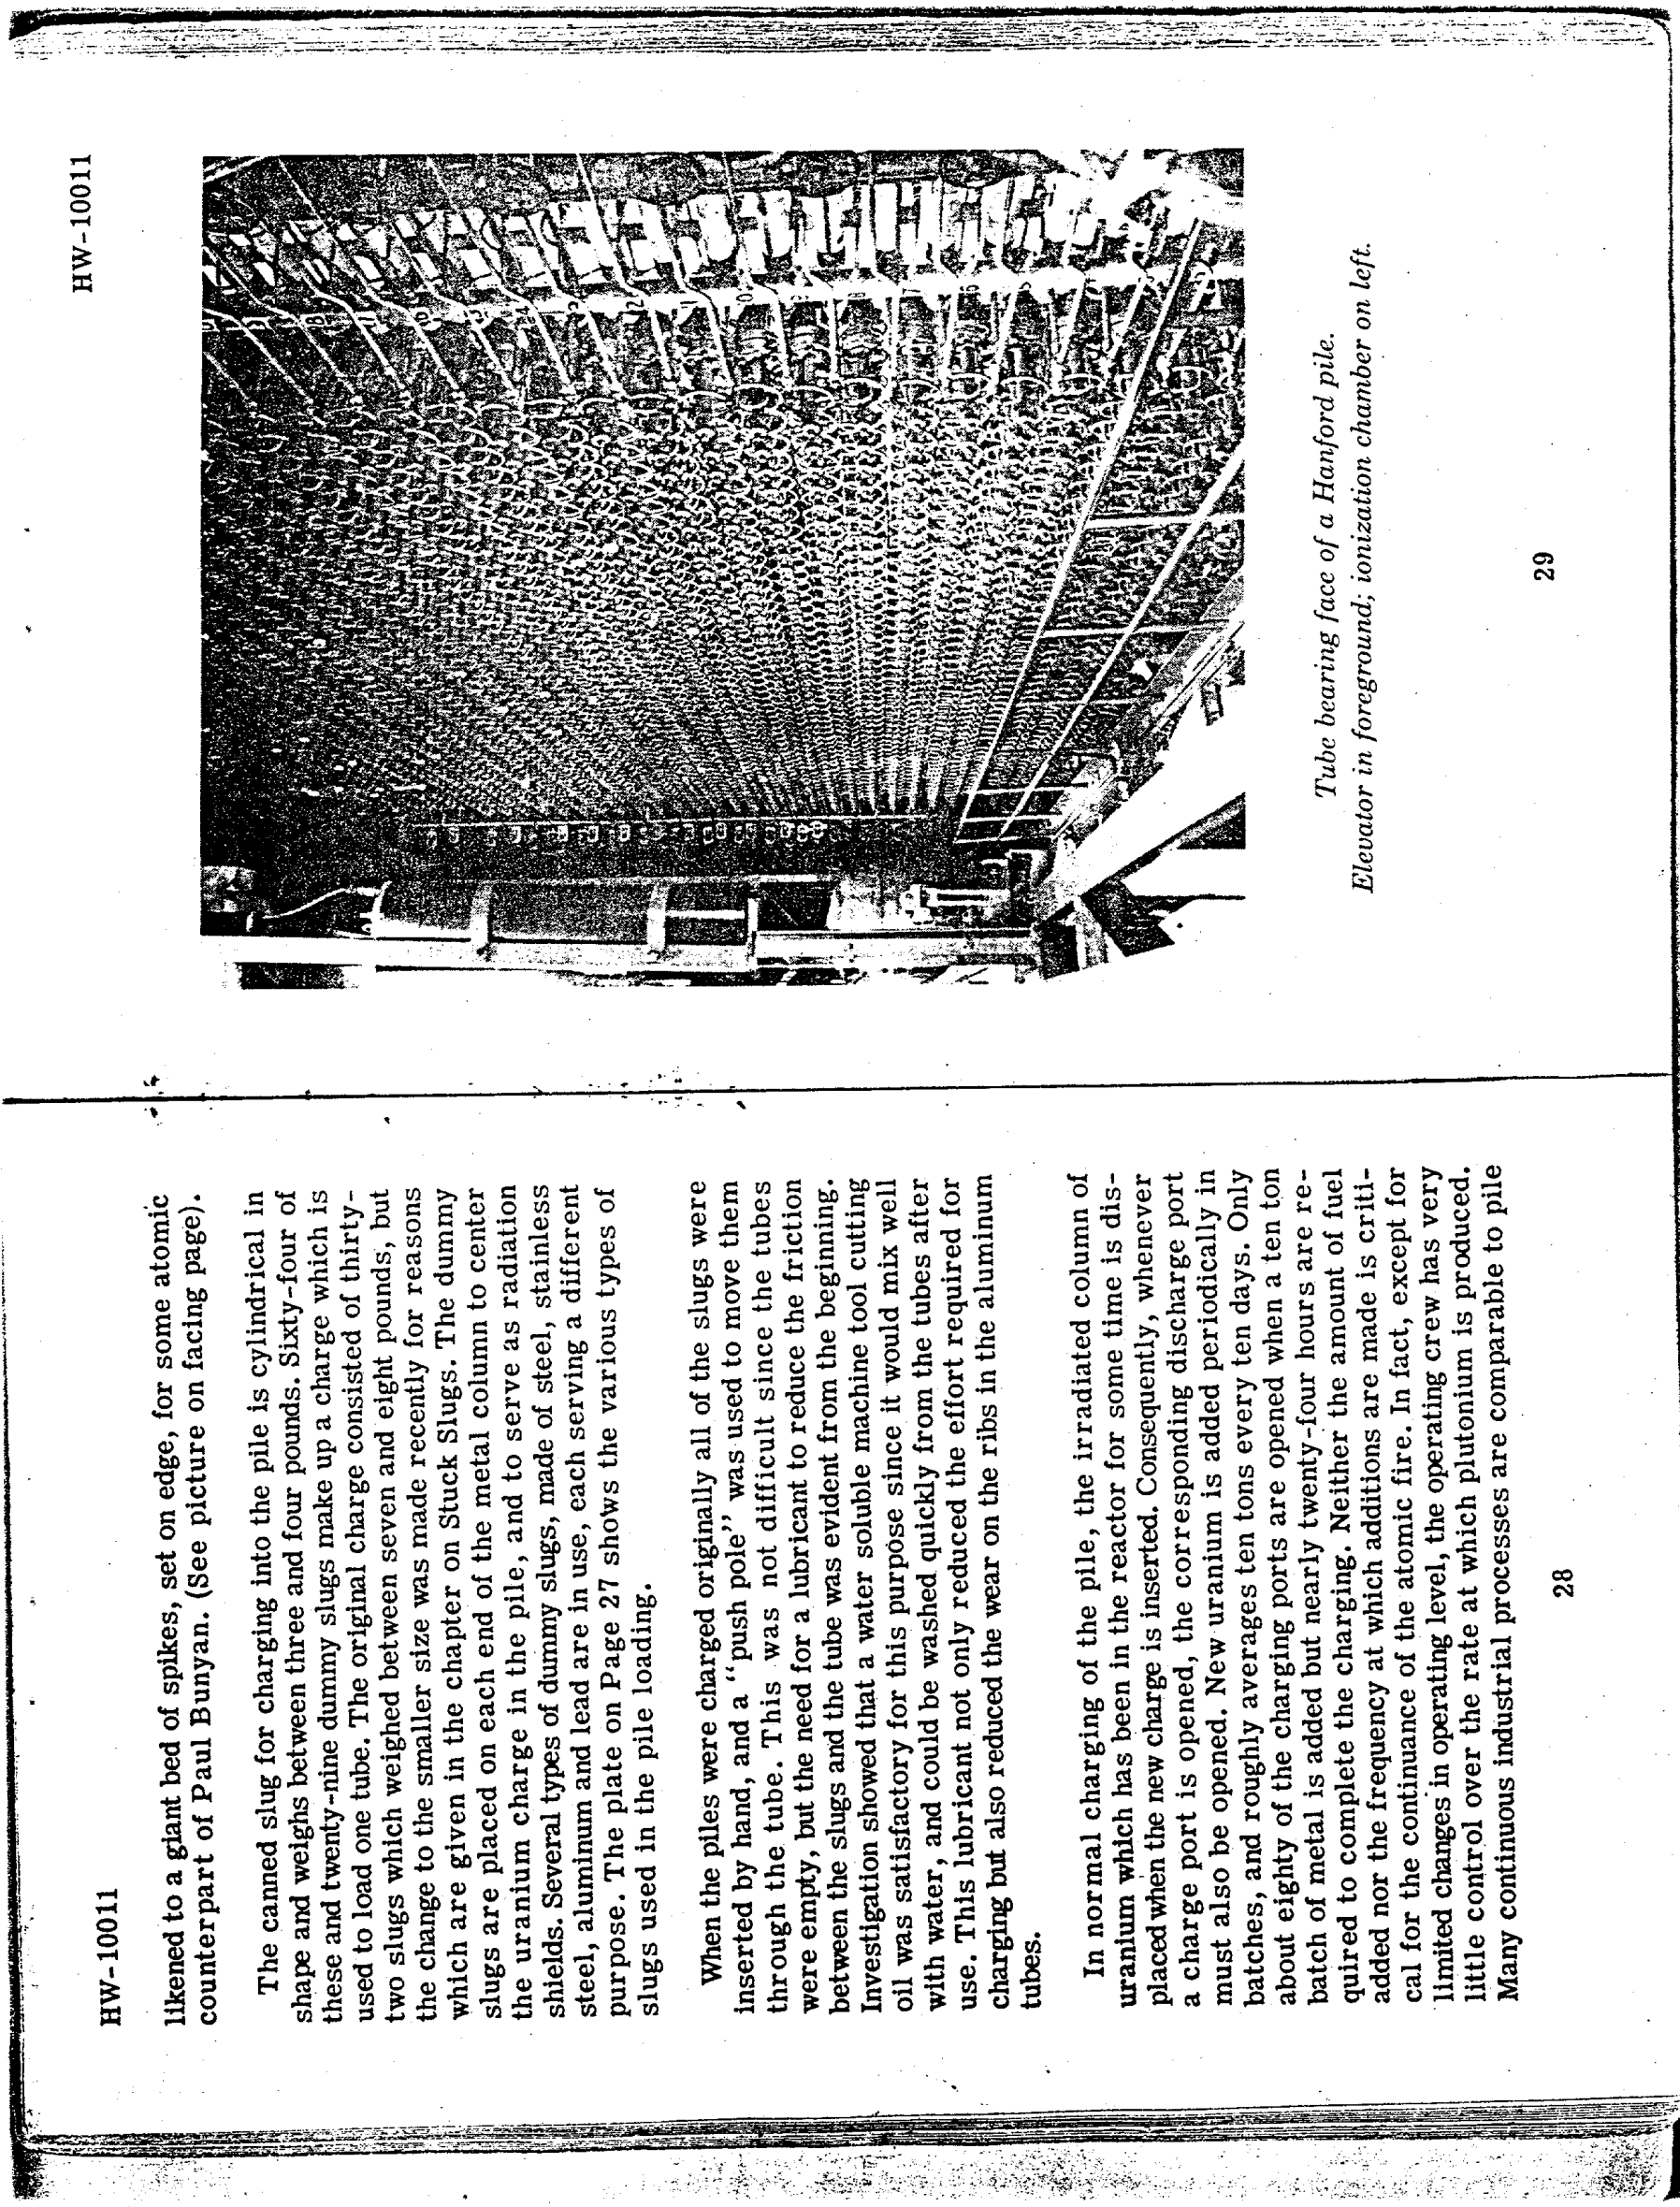 HW-10011
likened to a giant bed of spikes, set on edge, for some atomic
counterpart of Paul Bunyan. (See picture on facing page).
The canned slug for charging into the pile is cylindrical in
shape and weighs between three and four pounds. Sixty-four of
these and twenty-nine dummy slugs make up a charge which is
used to load one tube. The original charge consisted of thirty-
two slugs which weighed between seven and eight pounds, but
the change to the smaller size was made recently for reasons
which are given in the chapter on Stuck Slugs. The dummy
slugs are placed on each end of the metal column to center
the uranium charge in the pile, and to serve as radiation
shields. Several types of dummy slugs, made of steel, stainless
steel, aluminum and lead are in use, each serving a different
purpose. The plate on Page 27 shows the various types of
slugs used in the pile loading.
When the piles were charged originally all of the slugs were
inserted by hand, and a "push pole" was used to move them
through the tube. This was not difficult since the tubes
were empty, but the need for a lubricant to reduce the friction
between the slugs and the tube was evident from the beginning.
Investigation showed that a water soluble machine tool cutting
oil was satisfactory for this purpose since it would mix well
with water, and could be washed quickly from the tubes after
use. This lubricant not only reduced the effort required for
charging but also reduced the wear on the ribs in the aluminum
tubes.
In normal charging of the pile, the irradiated column of
uranium which has been in the reactor for some time is dis-
placed when the new charge is inserted. Consequently, whenever
a charge port is opened, the corresponding discharge port
must also be opened. New uranium is added periodically in
batches, and roughly averages ten tons every ten days. Only
about eighty of the charging ports are opened when a ten ton
batch of metal is added but nearly twenty-four hours are re-
quired to complete the charging. Neither the amount of fuel
added nor the frequency at which additions are made is criti-
cal for the continuance of the atomic fire. In fact, except for
limited changes in operating level, the operating crew has very
little control over the rate at which plutonium is produced.
Many continuous industrial processes are comparable to pile
28
HW-10011
Tube bearing face of a Hanford pile.
Elevator in foreground; ionization chamber on left.
29